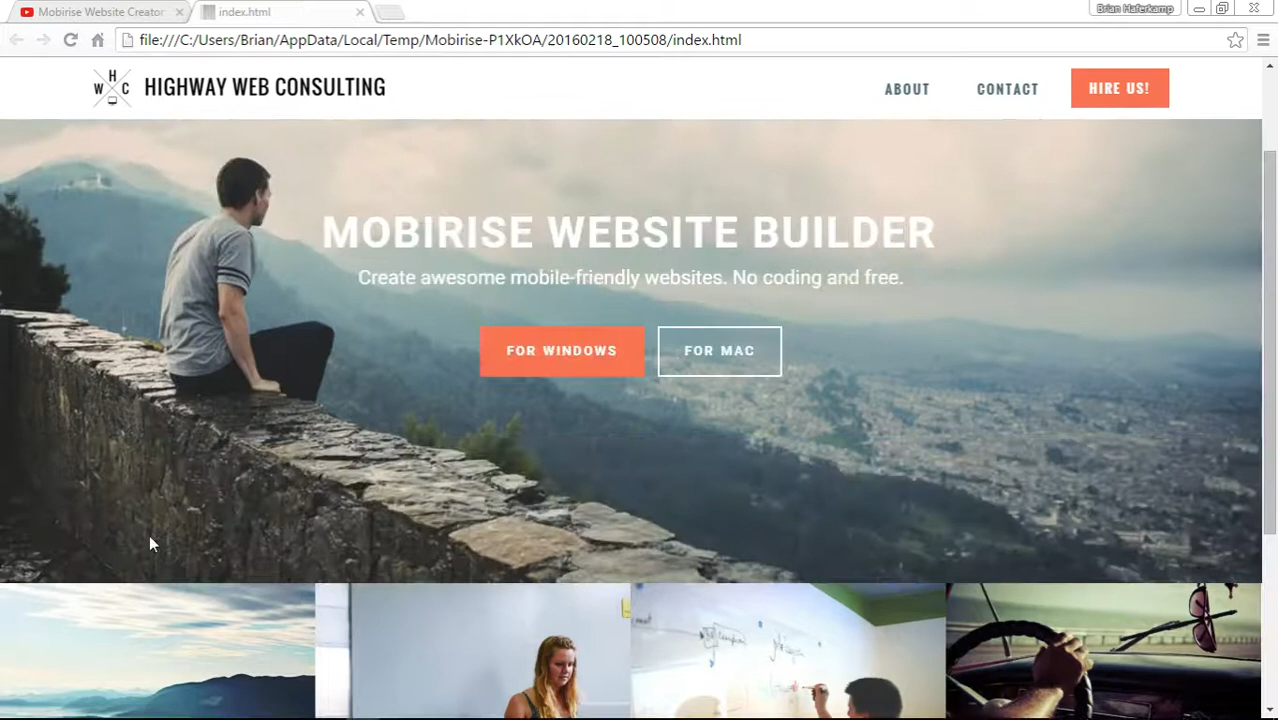 Mobirise Website Creator
index.html
Brian Haferkamp
file:///C:/Users/Brian/AppData/Local/Temp/Mobirise-P1XkOA/20160218_100508/index.html
H
W C
HIGHWAY WEB CONSULTING
ABOUT
CONTACT
HIRE US!
MOBIRISE WEBSITE BUILDER
Create awesome mobile-friendly websites. No coding and free.
FOR WINDOWS
FOR MAC